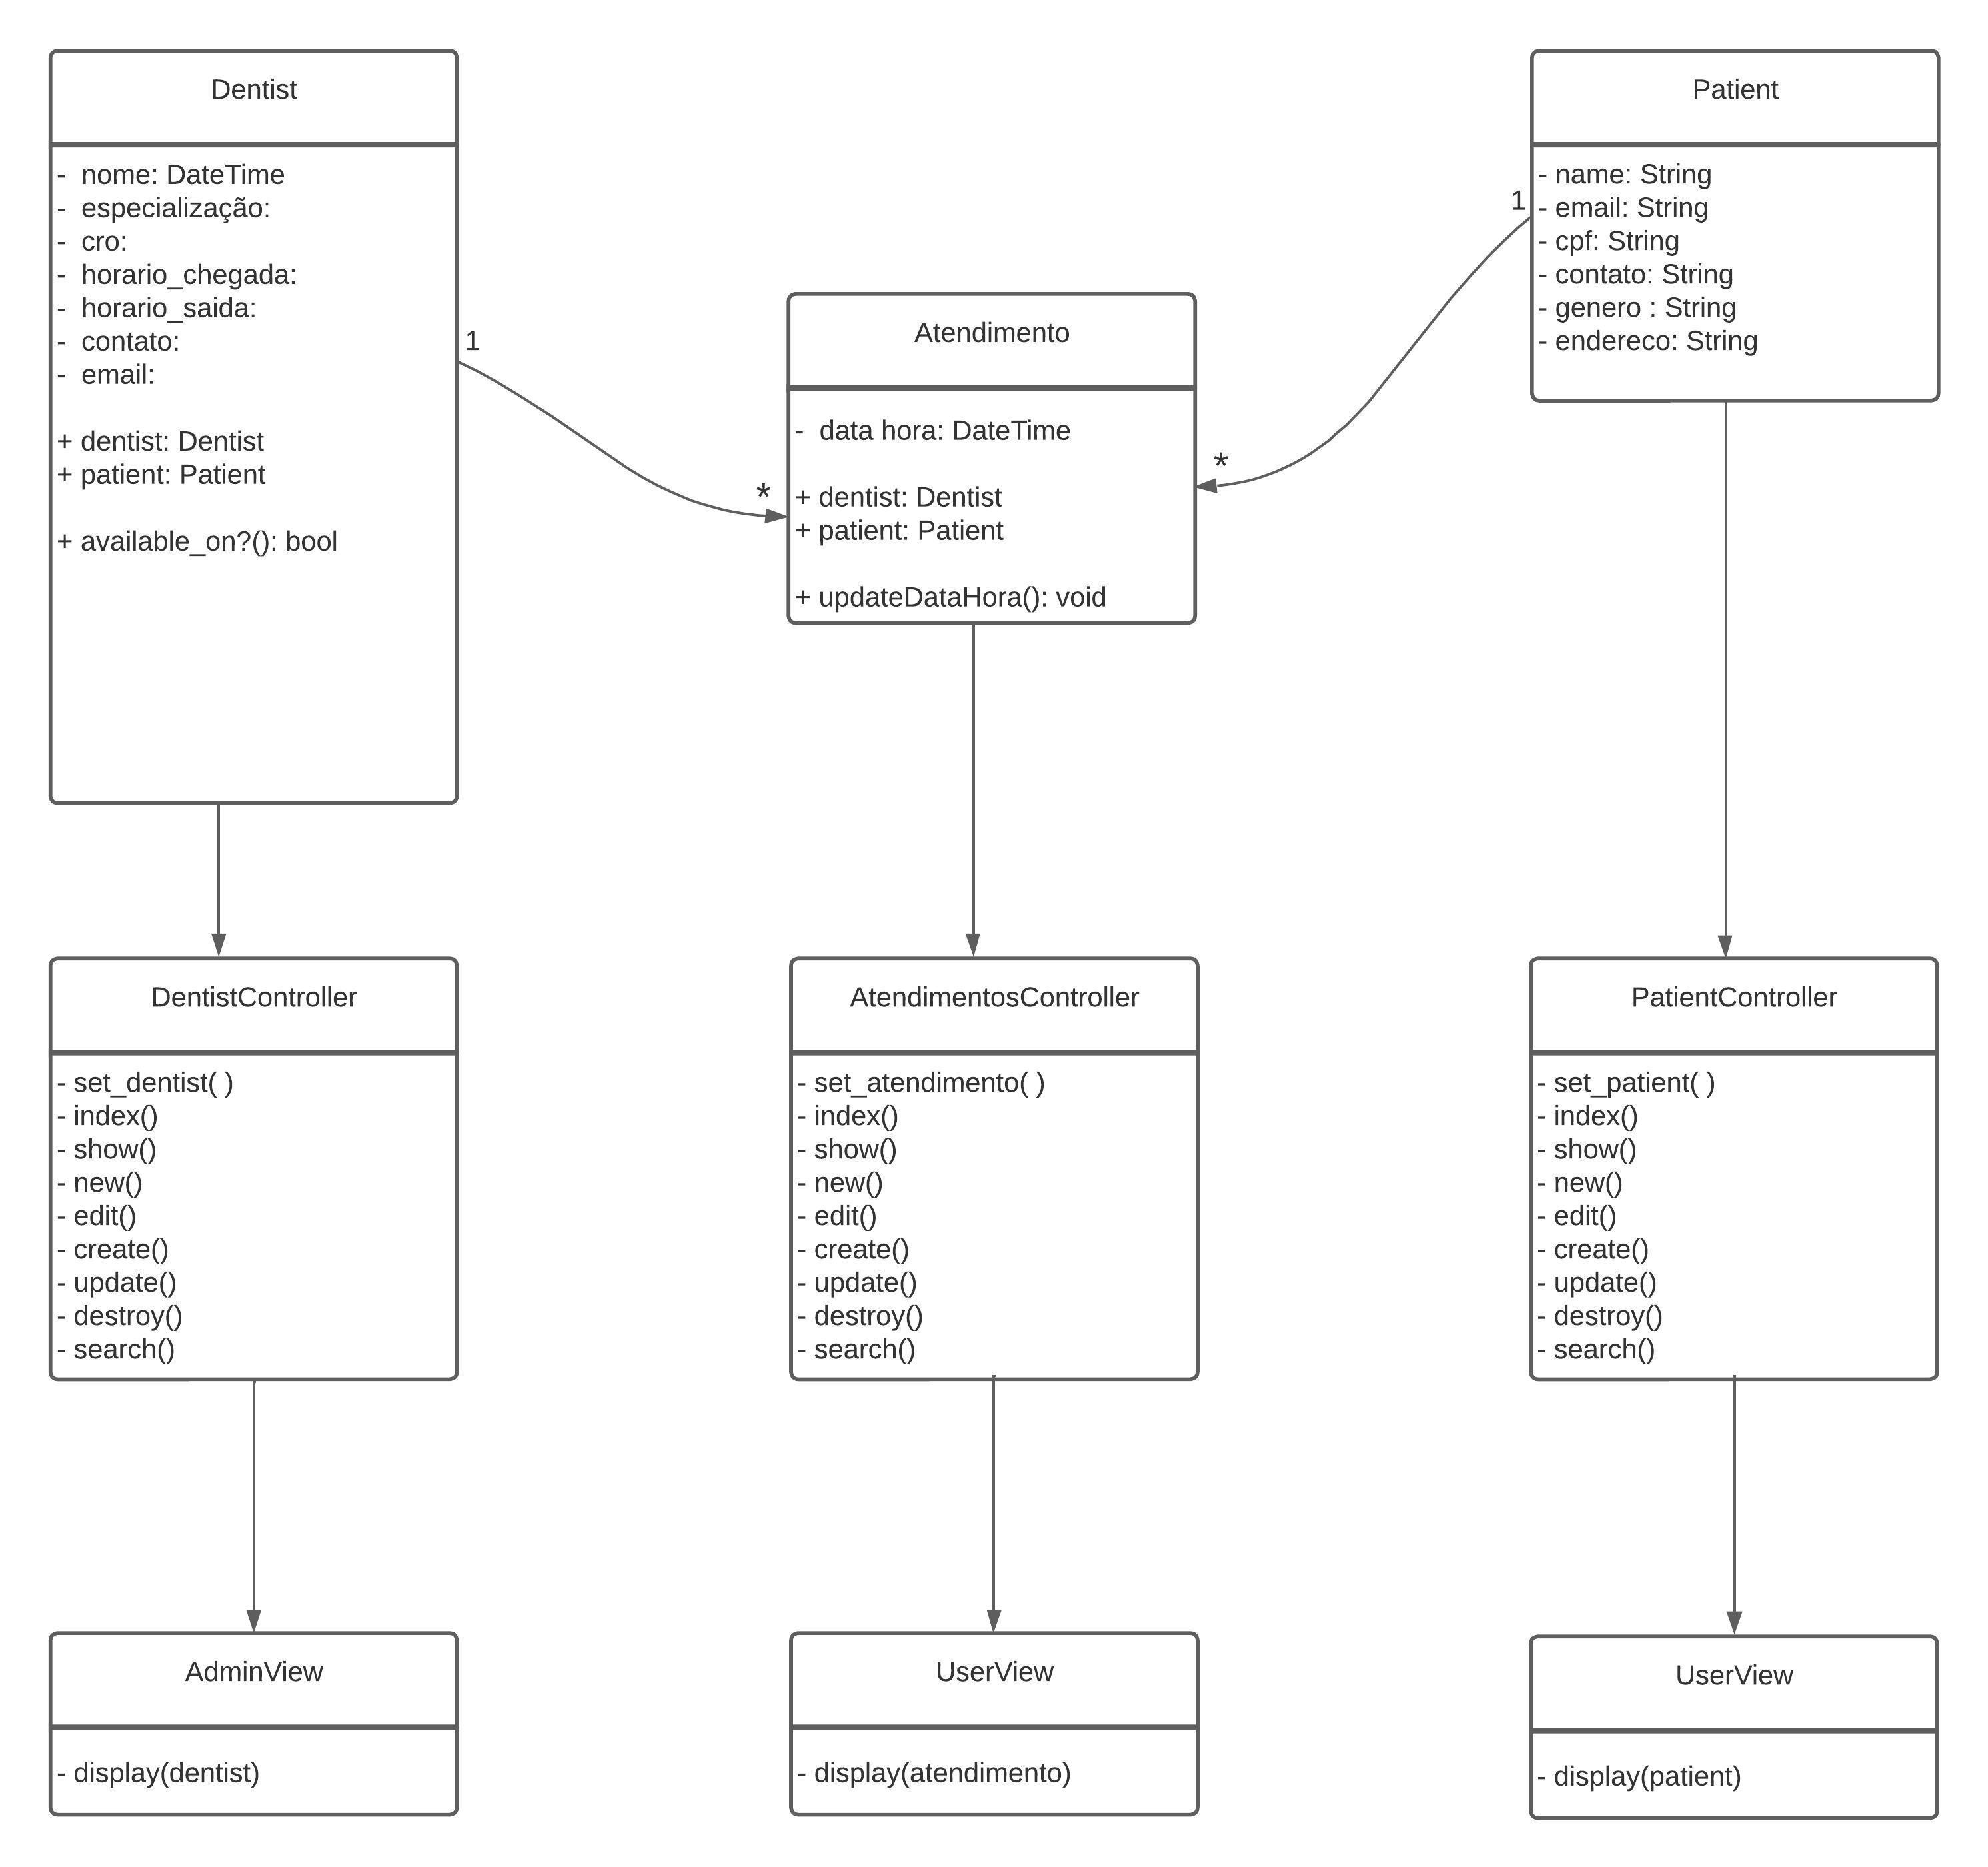 Dentist
- nome: DateTime
- especialização:
- cro:
- horario_chegada:
- horario_saida:
- contato:
- email:
+ dentist: Dentist
+ patient: Patient
+ available_on?(): bool
1
*
Atendimento
- data hora: DateTime
+ dentist: Dentist
+ patient: Patient
+ updateDataHora(): void
Patient
- name: String
- email: String
- cpf: String
- contato: String
- genero : String
- endereco: String
1
*
DentistController
- set_dentist( )
- index()
- show()
- new()
- edit()
- create()
- update()
- destroy()
- search()
AtendimentosController
- set_atendimento( )
- index()
- show()
- new()
- edit()
- create()
- update()
- destroy()
- search()
PatientController
- set_patient( )
- index()
- show()
- new()
- edit()
- create()
- update()
- destroy()
- search()
AdminView
- display(dentist)
UserView
- display(atendimento)
UserView
- display(patient)